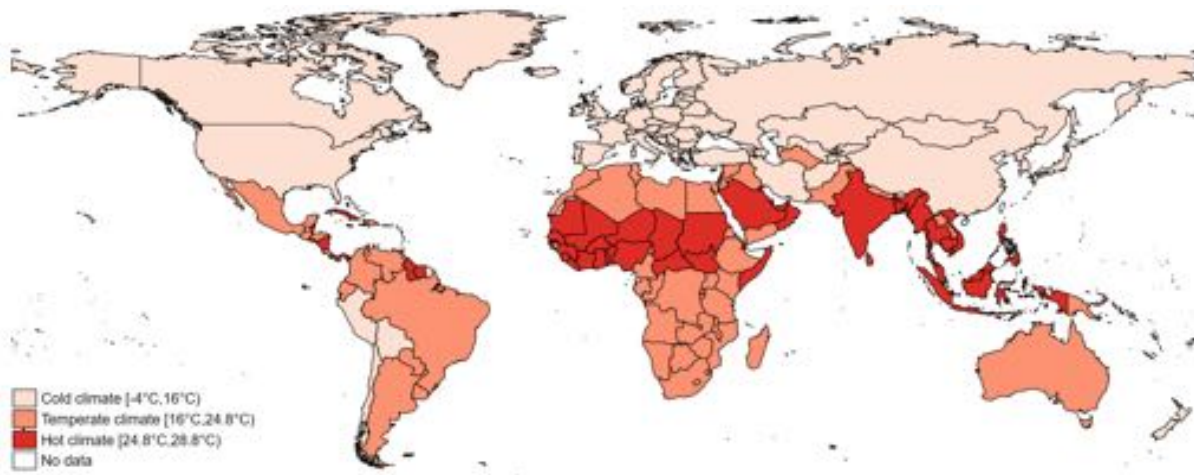 Cold climate [-4°C,16°C)
Temperate climate [16°C,24.8°C)
Hot climate [24.8°C,28.8°C)
No data